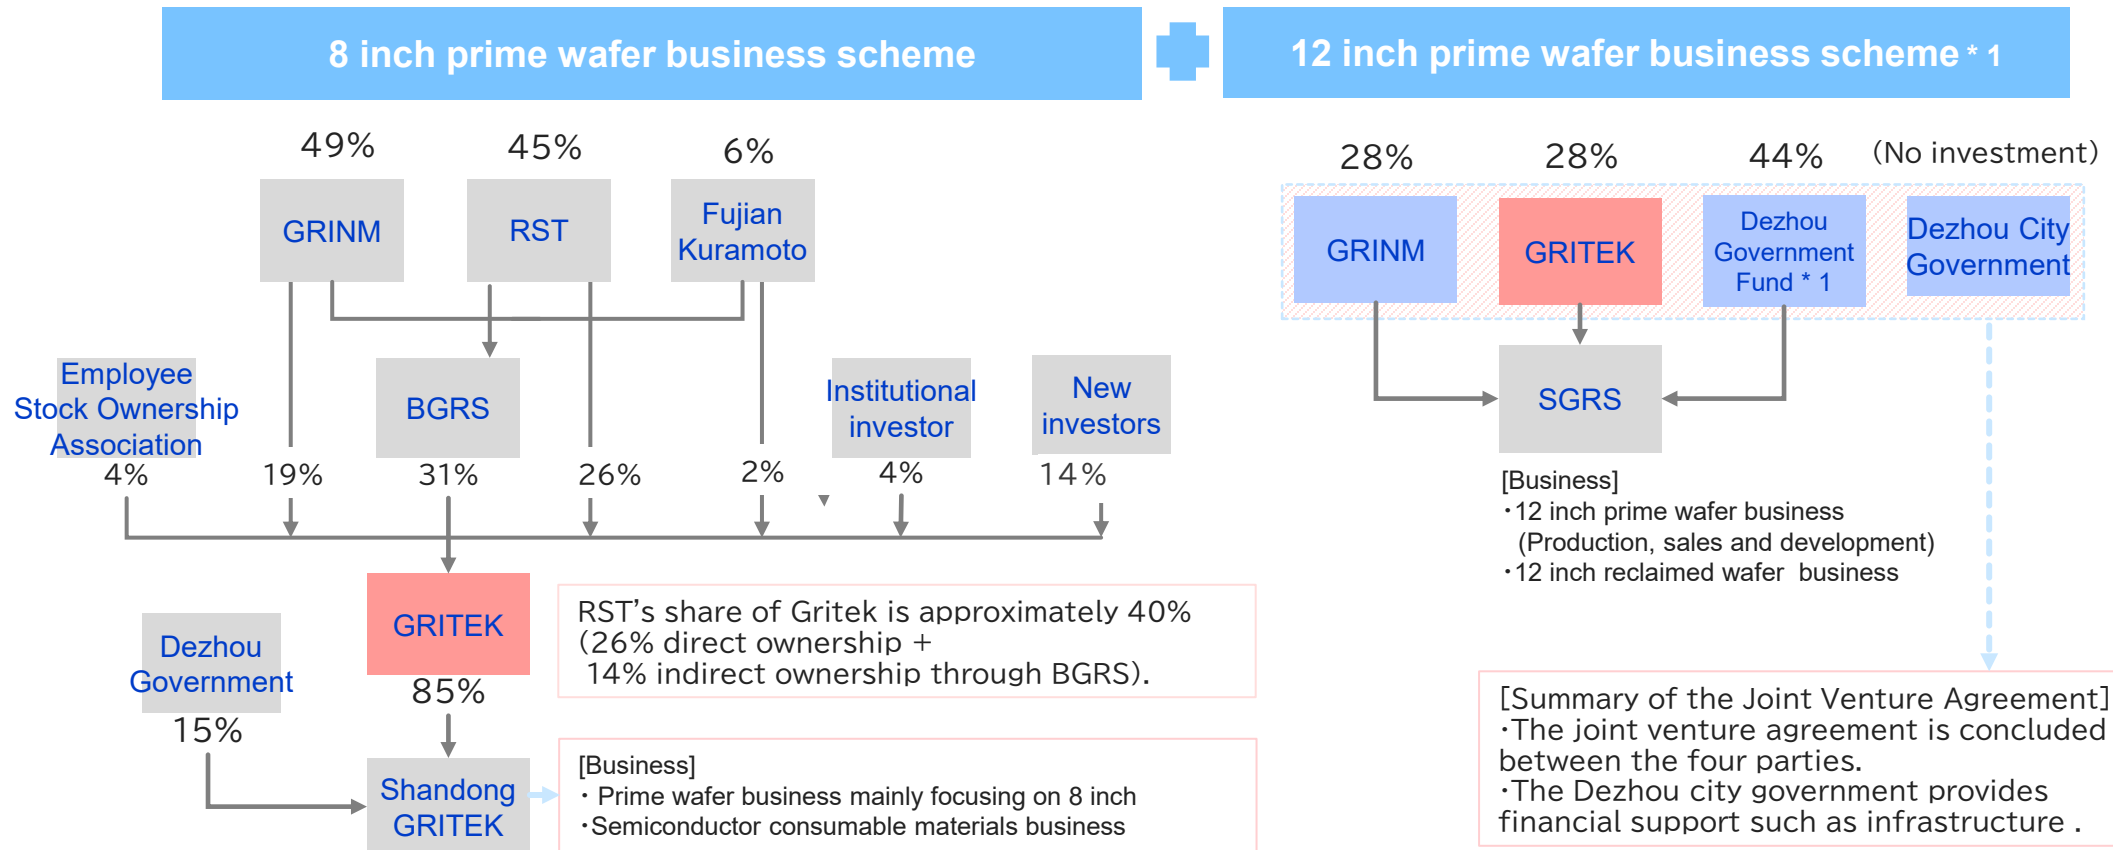 8 inch prime wafer business scheme
12 inch prime wafer business scheme * 1
49%
45%
6%
GRINM
RST
Fujian
Kuramoto
Employee
Stock Ownership
Association
BGRS
Institutional
investor
New
investors
4%
19%
31%
26%
2%
4%
14%
GRITEK
RST's share of Gritek is approximately 40%
(26% direct ownership +
14% indirect ownership through BGRS).
Dezhou
Government
85%
15%
Shandong
GRITEK
[Business]
・ Prime wafer business mainly focusing on 8 inch
・Semiconductor consumable materials business
28%
28%
44%
(No investment)
GRINM
GRITEK
Dezhou
Government
Fund * 1
Dezhou City
Government
SGRS
[Business]
・12 inch prime wafer business
(Production, sales and development)
・12 inch reclaimed wafer business
[Summary of the Joint Venture Agreement]
・The joint venture agreement is concluded
between the four parties.
・The Dezhou city government provides
financial support such as infrastructure .